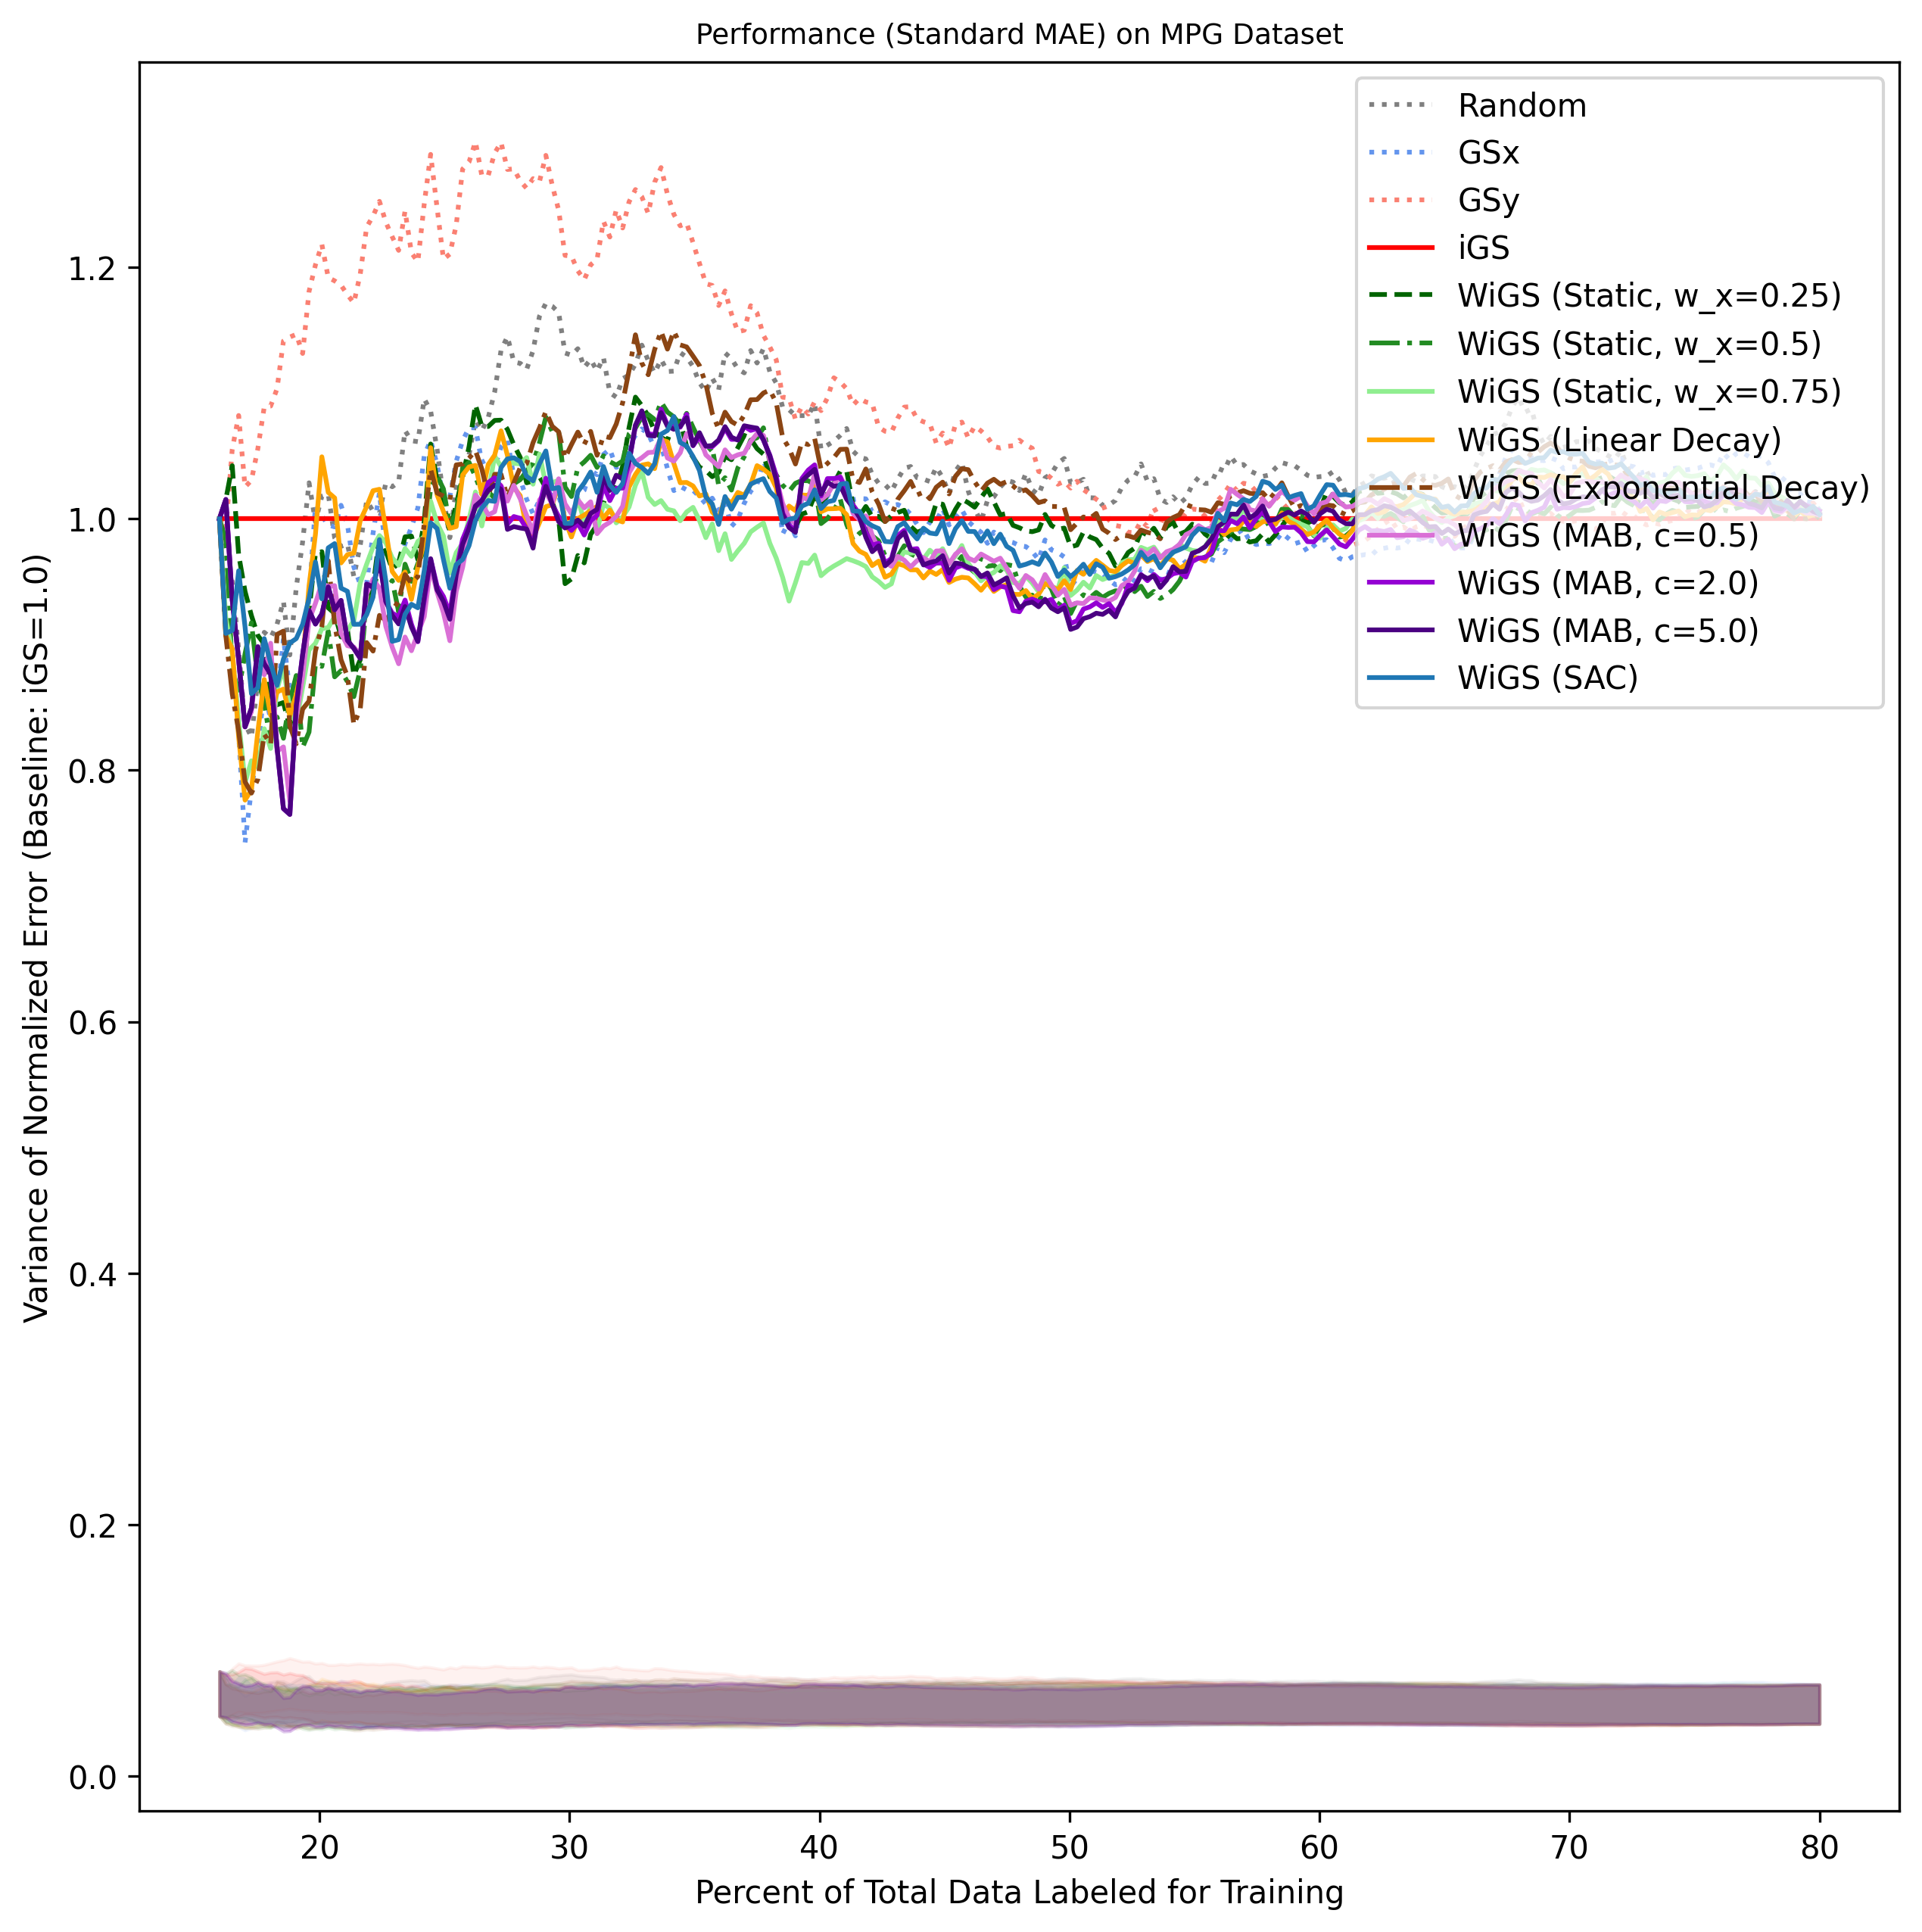 Performance (Standard MAE) on MPG Dataset
Variance of Normalized Error (Baseline: iGS=1.0)
1.2
1.0
0.8
0.6
0.4
0.2
0.0
Random
GSx
GSy
iGS
WiGS (Static, w_x=0.25)
WiGS (Static, w_x=0.5)
WiGS (Static, w_x=0.75)
WiGS (Linear Decay)
WiGS (Exponential Decay)
WiGS (MAB, c=0.5)
WiGS (MAB, c=2.0)
WiGS (MAB, c=5.0)
WiGS (SAC)
20 30 40 50 60 70 80
Percent of Total Data Labeled for Training